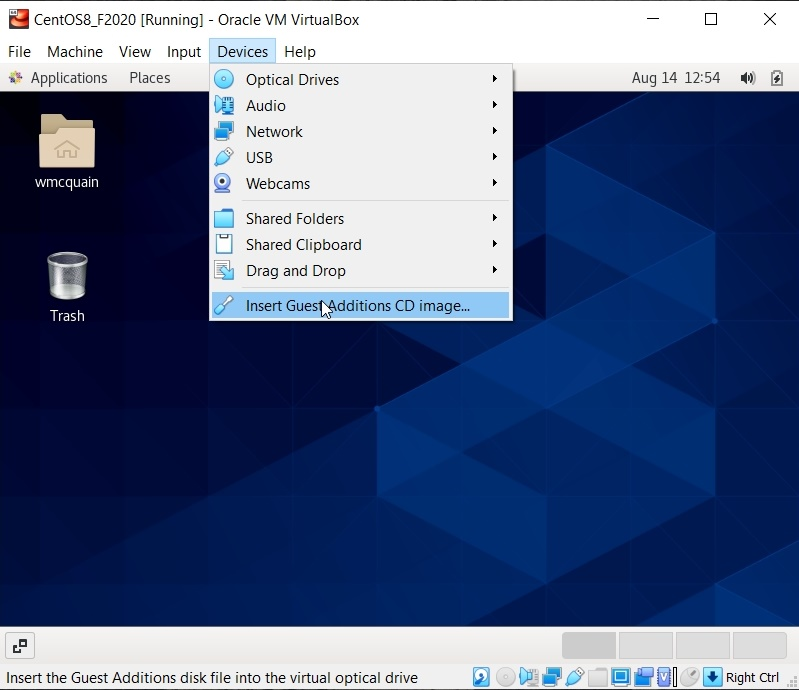 CentOS8_F2020 [Running] - Oracle VM VirtualBox
File Machine View Input Devices Help
Applications Places Aug 14 12:54
Optical Drives
Audio
Network
USB
Webcams
Shared Folders
Shared Clipboard
Drag and Drop
Insert Guest Additions CD image...
wmcquain
Trash
Insert the Guest Additions disk file into the virtual optical drive Right Ctrl